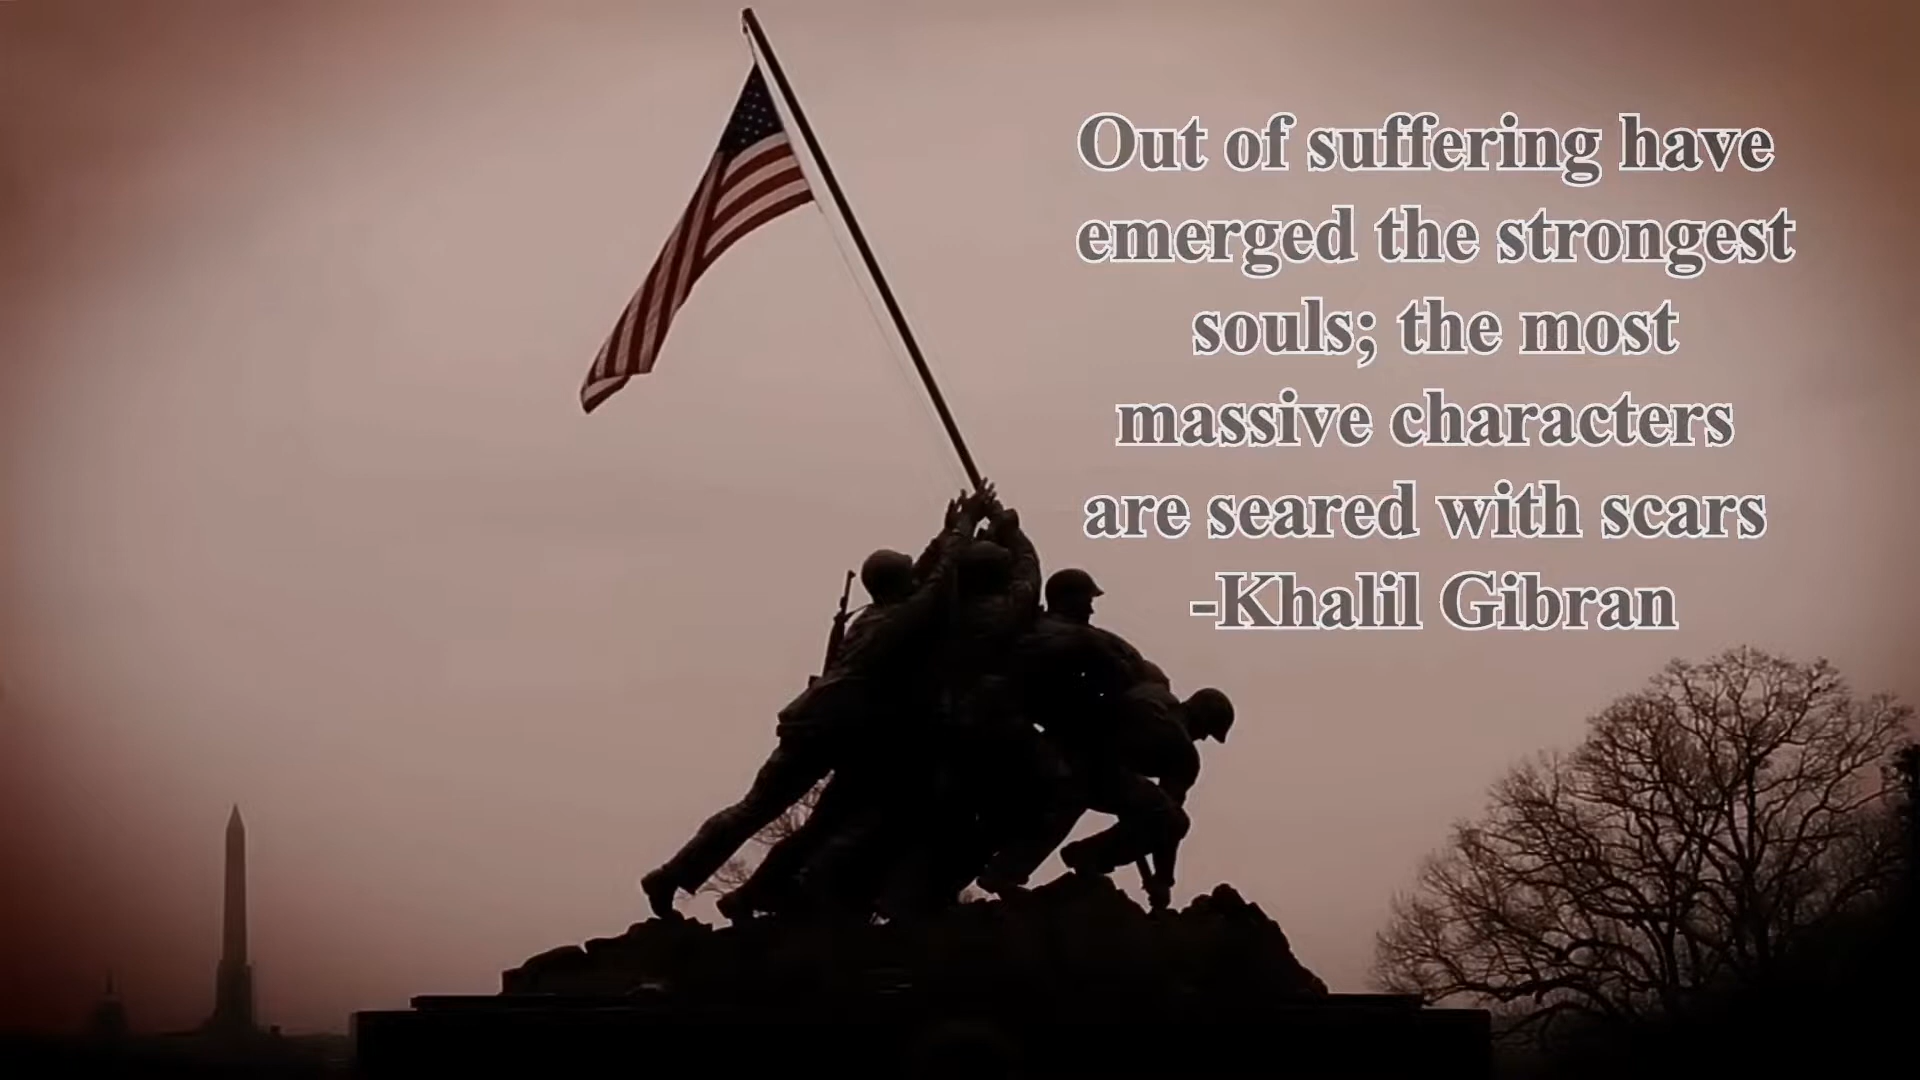 Out of suffering have
emerged the strongest
souls; the most
massive characters
are seared with scars
-Khalil Gibran